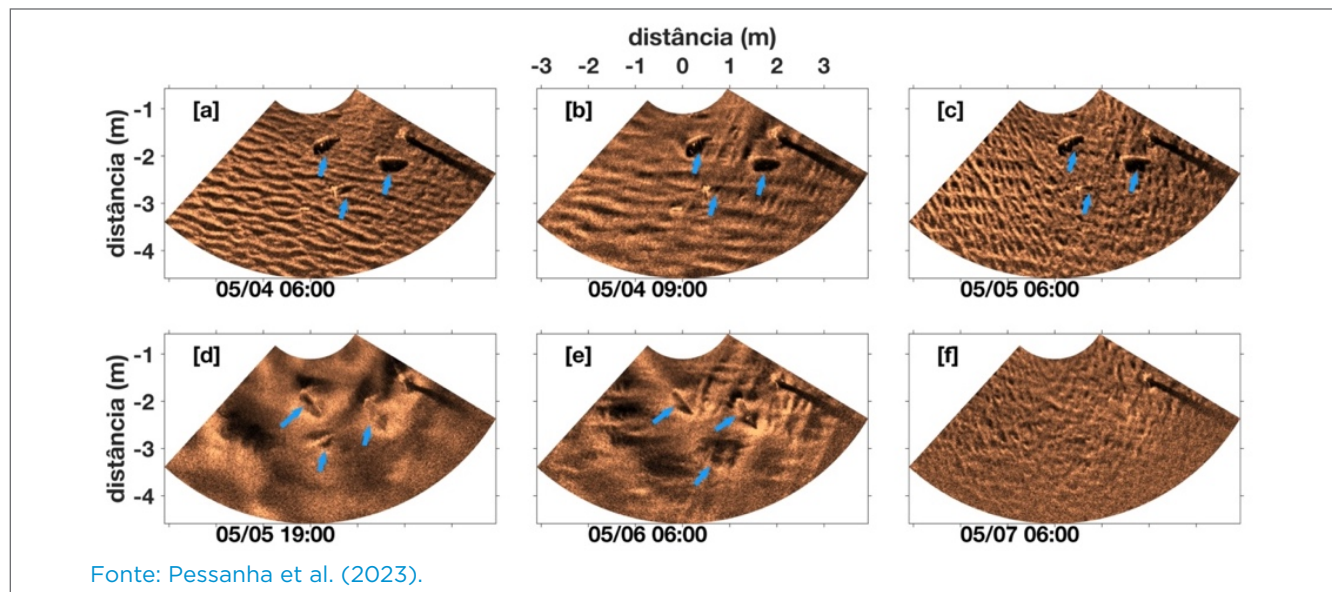 distância (m)
-3 -2 -1 0 1 2 3
distância (m)
-1
-2
-3
-4
[a]
[b]
[c]
05/04 06:00
05/04 09:00
05/05 06:00
distância (m)
-1
-2
-3
-4
[d]
[e]
[f]
05/05 19:00
05/06 06:00
05/07 06:00
Fonte: Pessanha et al. (2023).